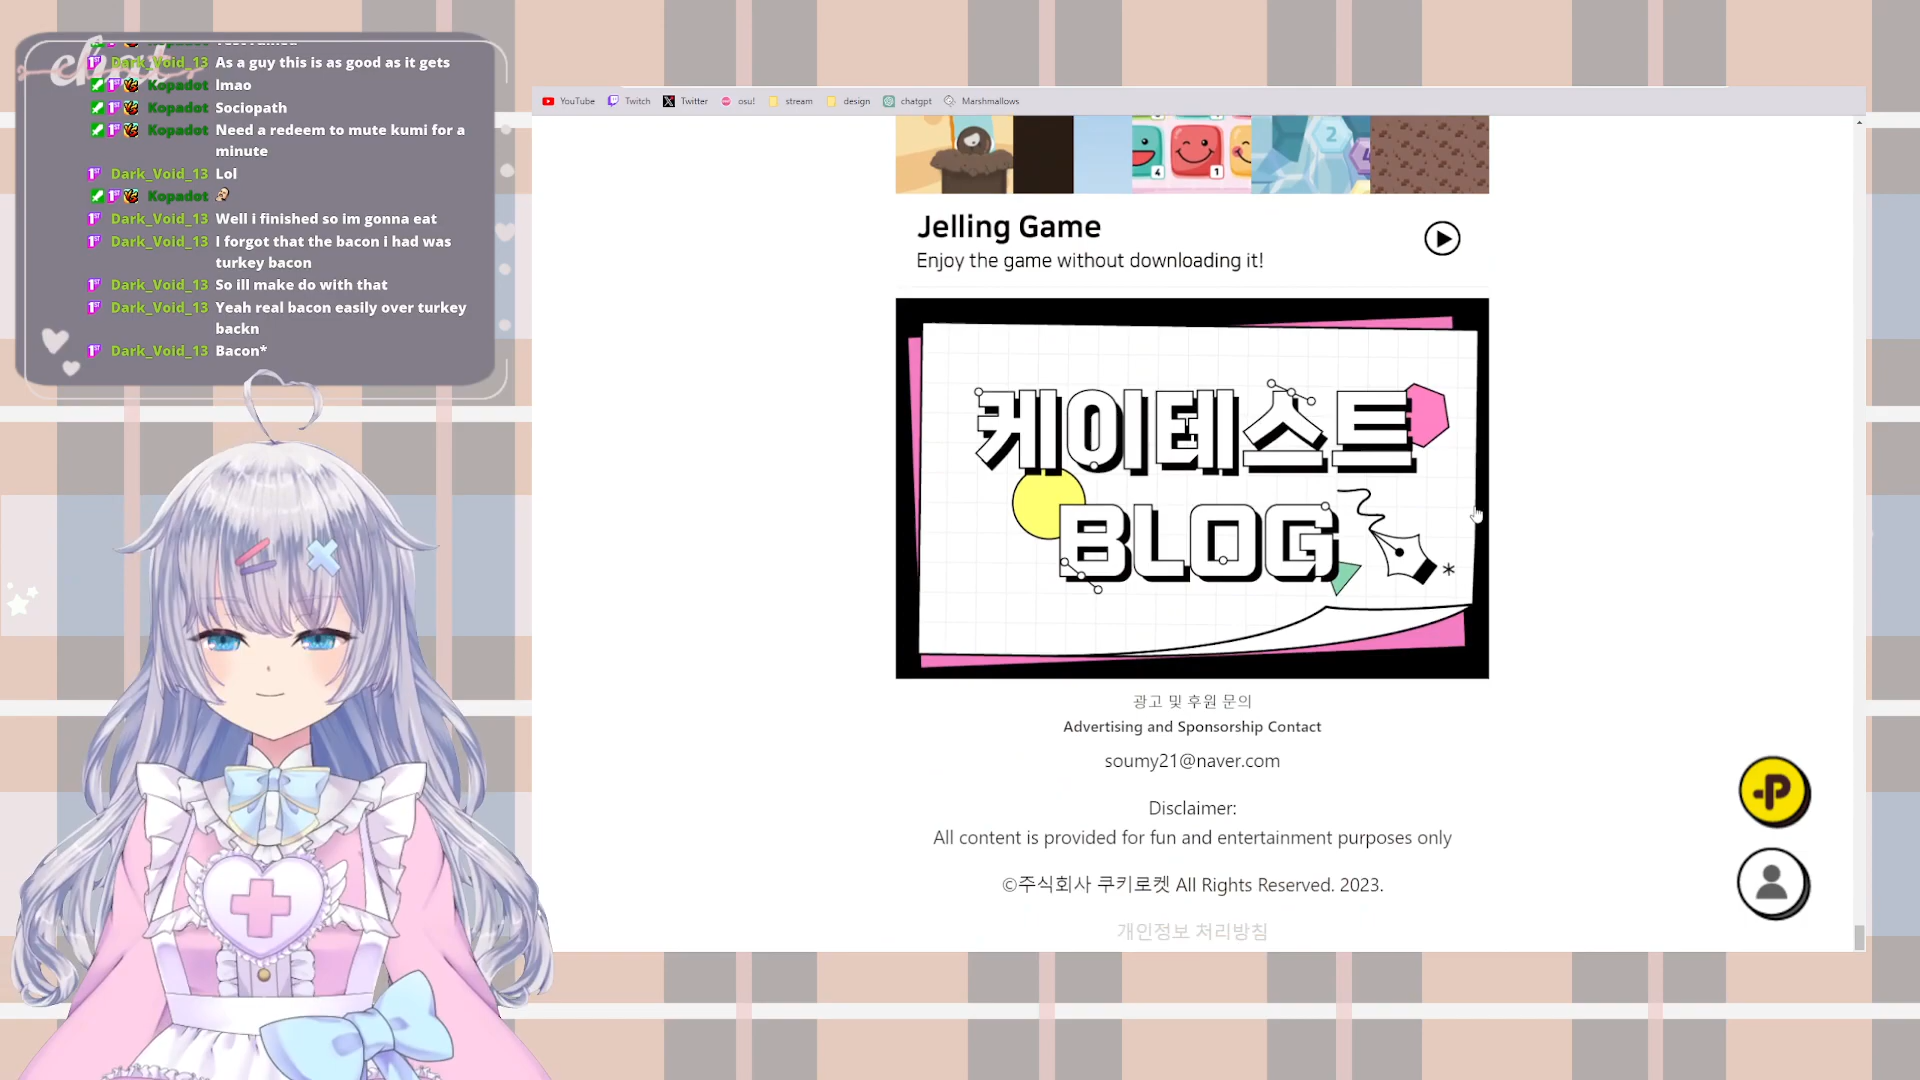 chat
Dark_Void_13 As a guy this is as good as it gets
Kopadot lmao
Kopadot Sociopath
Kopadot Need a redeem to mute kumi for a
minute
Dark_Void_13 Lol
Kopadot
Dark_Void_13 Well i finished so im gonna eat
Dark_Void_13 I forgot that the bacon i had was
turkey bacon
Dark_Void_13 So ill make do with that
Dark_Void_13 Yeah real bacon easily over turkey
backn
Dark_Void_13 Bacon*
YouTube Twitch Twitter osu! stream design chatgpt Marshmallows
4 1 2
Jelling Game
Enjoy the game without downloading it!
케이테스트
BLOG
광고 및 후원 문의
Advertising and Sponsorship Contact
soumy21@naver.com
Disclaimer:
All content is provided for fun and entertainment purposes only
©주식회사 쿠키로켓 All Rights Reserved. 2023.
개인정보 처리방침
P